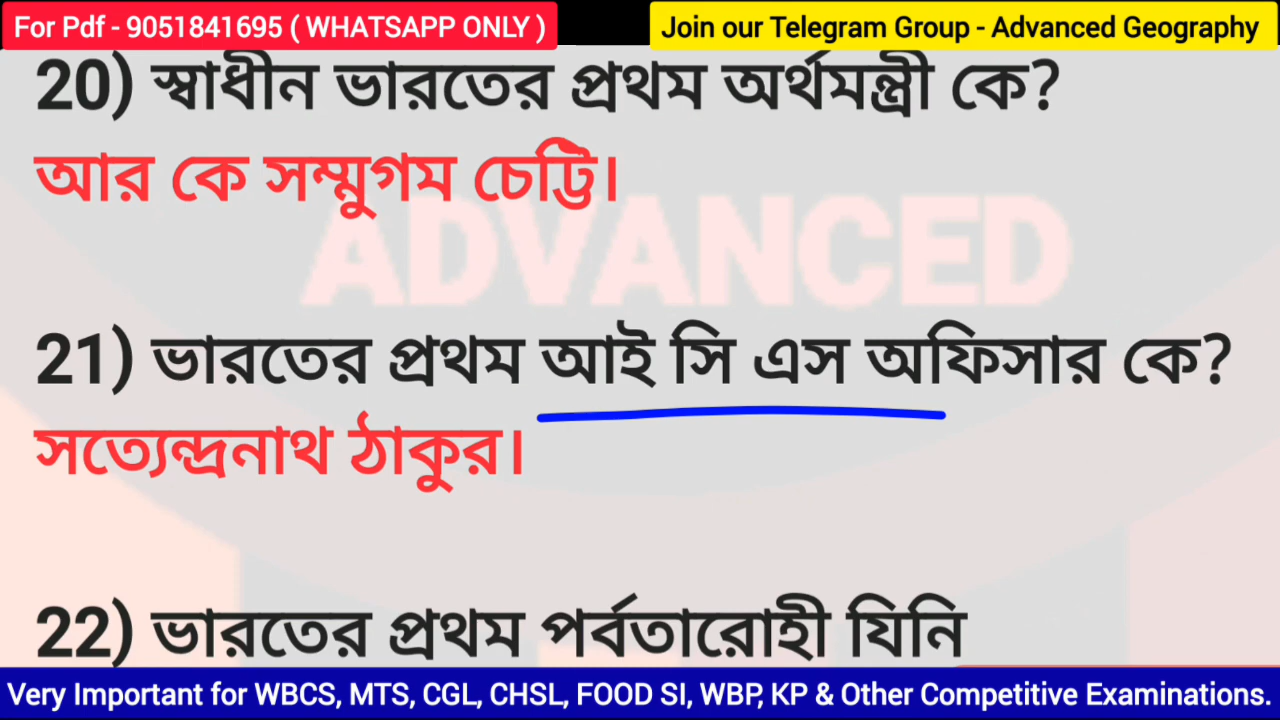 For Pdf - 9051841695 ( WHATSAPP ONLY )
Join our Telegram Group - Advanced Geography
20) স্বাধীন ভারতের প্রথম অর্থমন্ত্রী কে?
আর কে সম্মুগম চেট্টি।
ADVANCED
21) ভারতের প্রথম আই সি এস অফিসার কে?
সত্যেন্দ্রনাথ ঠাকুর।
22) ভারতের প্রথম পর্বতারোহী যিনি
Very Important for WBCS, MTS, CGL, CHSL, FOOD SI, WBP, KP & Other Competitive Examinations.